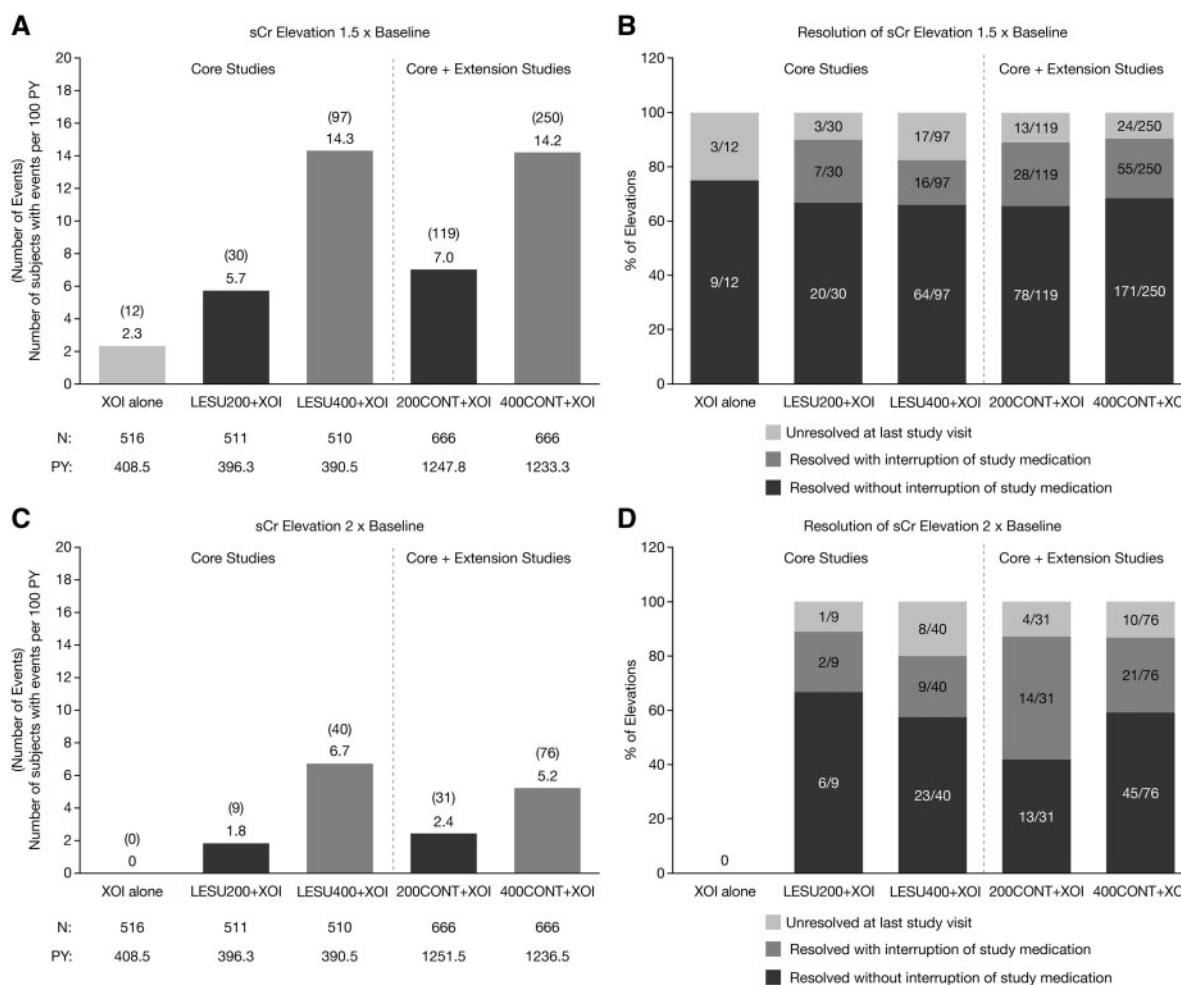 A
sCr Elevation 1.5 x Baseline
(Number of Events)
Number of subjects with events per 100 PY
20
18
16
14
12
10
8
6
4
2
0
Core Studies
Core + Extension Studies
(12)
2.3
(30)
5.7
(97)
14.3
(119)
7.0
(250)
14.2
XOI alone LESU200+XOI LESU400+XOI 200CONT+XOI 400CONT+XOI
N: 516 511 510 666 666
PY: 408.5 396.3 390.5 1247.8 1233.3
B
Resolution of sCr Elevation 1.5 x Baseline
% of Elevations
120
100
80
60
40
20
0
Core Studies
Core + Extension Studies
3/12
9/12
3/30
7/30
20/30
17/97
16/97
64/97
13/119
28/119
78/119
24/250
55/250
171/250
XOI alone LESU200+XOI LESU400+XOI 200CONT+XOI 400CONT+XO
Unresolved at last study visit
Resolved with interruption of study medication
Resolved without interruption of study medication
C
sCr Elevation 2 x Baseline
(Number of Events)
Number of subjects with events per 100 PY
20
18
16
14
12
10
8
6
4
2
0
Core Studies
Core + Extension Studies
(0)
0
(9)
1.8
(40)
6.7
(31)
2.4
(76)
5.2
XOI alone LESU200+XOI LESU400+XOI 200CONT+XOI 400CONT+XOI
N: 516 511 510 666 666
PY: 408.5 396.3 390.5 1251.5 1236.5
D
Resolution of sCr Elevation 2 x Baseline
% of Elevations
120
100
80
60
40
20
0
Core Studies
Core + Extension Studies
0
1/9
2/9
6/9
8/40
9/40
23/40
4/31
14/31
13/31
10/76
21/76
45/76
XOI alone LESU200+XOI LESU400+XOI 200CONT+XOI 400CONT+XO
Unresolved at last study visit
Resolved with interruption of study medication
Resolved without interruption of study medication